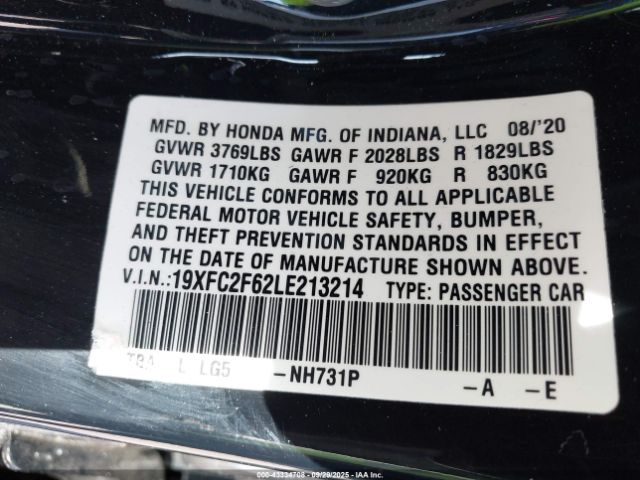 MFD. BY HONDA MFG. OF INDIANA, LLC 08/'20
GVWR 3769LBS GAWR F 2028LBS R 1829LBS
GVWR 1710KG GAWR F 920KG R 830KG
THIS VEHICLE CONFORMS TO ALL APPLICABLE
FEDERAL MOTOR VEHICLE SAFETY, BUMPER,
AND THEFT PREVENTION STANDARDS IN EFFECT
ON THE DATE OF MANUFACTURE SHOWN ABOVE.
V.I.N.:19XFC2F62LE213214 TYPE: PASSENGER CAR
TBA L LG5 -NH731P -A -E
000-43334708 - 09/29/2025 - IAA Inc.